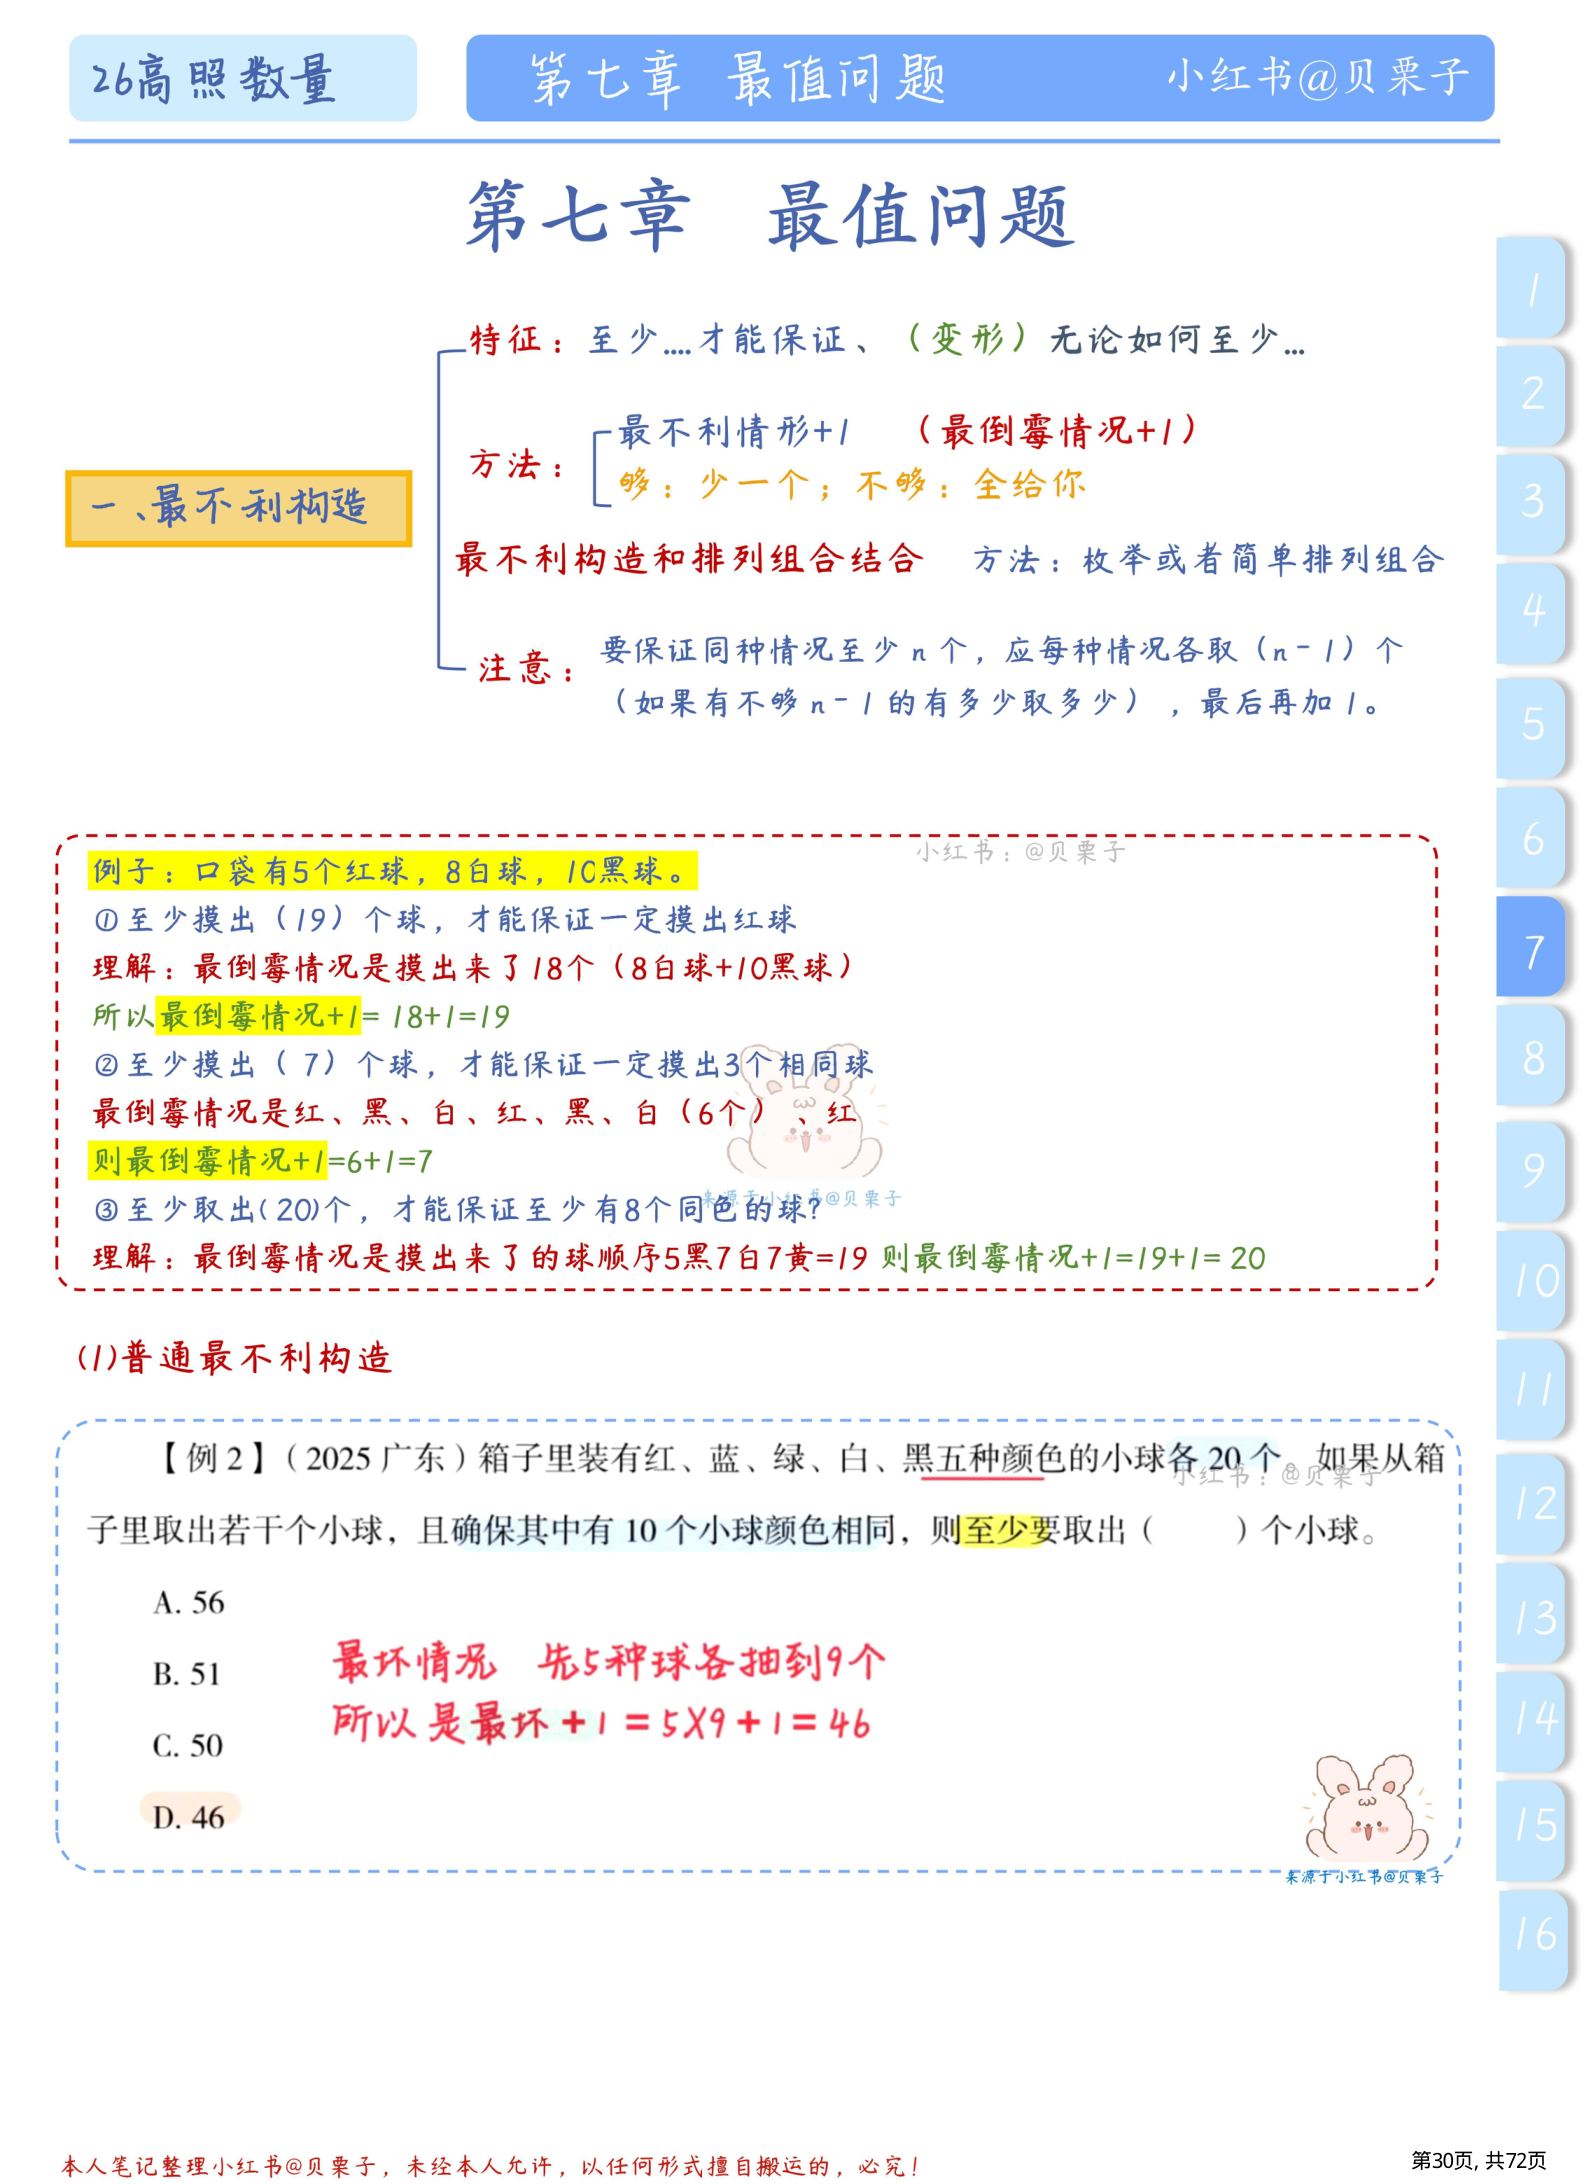 26高照数量
第七章 最值问题
小红书@贝栗子
第七章 最值问题
特征：至少....才能保证、（变形）无论如何至少...
方法：
最不利情形+1 （最倒霉情况+1）
够：少一个；不够：全给你
一、最不利构造
最不利构造和排列组合结合 方法：枚举或者简单排列组合
注意：
要保证同种情况至少 n 个，应每种情况各取（n-1）个
（如果有不够 n-1 的有多少取多少），最后再加 1。
小红书：@贝栗子
例子：口袋有5个红球，8白球，10黑球。
①至少摸出（19）个球，才能保证一定摸出红球
理解：最倒霉情况是摸出来了18个（8白球+10黑球）
所以最倒霉情况+1= 18+1=19
②至少摸出（ 7）个球，才能保证一定摸出3个相同球
最倒霉情况是红、黑、白、红、黑、白（6个）、红
则最倒霉情况+1=6+1=7
来源于小红书@贝栗子
③至少取出( 20)个，才能保证至少有8个同色的球?
理解：最倒霉情况是摸出来了的球顺序5黑7白7黄=19 则最倒霉情况+1=19+1= 20
(1)普通最不利构造
【例 2】（2025 广东）箱子里装有红、蓝、绿、白、黑五种颜色的小球各 20 个。如果从箱
小红书：@贝栗子
子里取出若干个小球，且确保其中有 10 个小球颜色相同，则至少要取出（ ）个小球。
A. 56
B. 51
C. 50
D. 46
最坏情况 先5种球各抽到9个
所以是最坏+1=5X9+1=46
来源于小红书@贝栗子
1
2
3
4
5
6
7
8
9
10
11
12
13
14
15
16
本人笔记整理小红书@贝栗子，未经本人允许，以任何形式擅自搬运的，必究！
第30页, 共72页